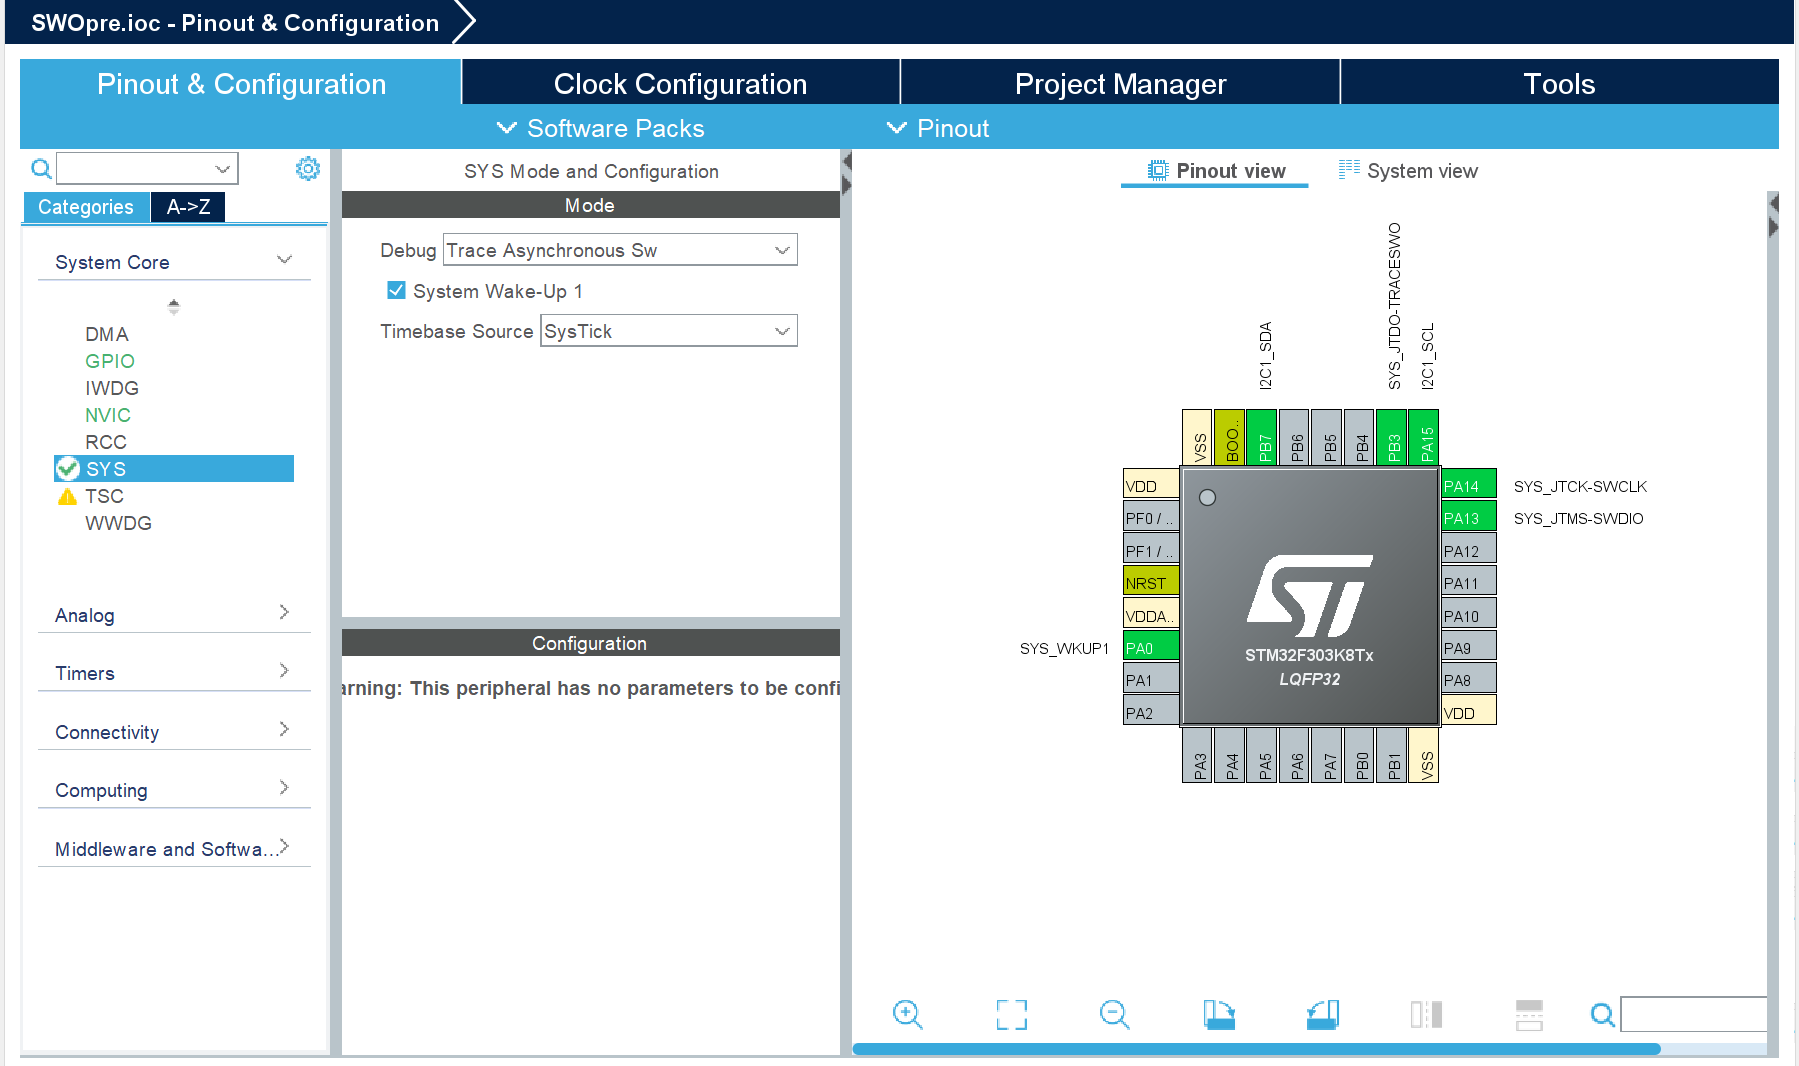 SWOpre.ioc - Pinout & Configuration
Pinout & Configuration
Clock Configuration
Project Manager
Tools
Software Packs
Pinout
Categories
A->Z
System Core
DMA
GPIO
IWDG
NVIC
RCC
SYS
TSC
WWDG
Analog
Timers
Connectivity
Computing
Middleware and Softwa...
SYS Mode and Configuration
Mode
Debug Trace Asynchronous Sw
System Wake-Up 1
Timebase Source SysTick
Configuration
arning: This peripheral has no parameters to be confi
Pinout view
System view
I2C1_SDA
SYS_JTDO-TRACESWO
I2C1_SCL
VSS
BOO..
PB7
PB6
PB5
PB4
PB3
PA15
VDD
PF0 / ..
PF1 / ..
NRST
VDDA..
SYS_WKUP1 PA0
PA1
PA2
ST
STM32F303K8Tx
LQFP32
PA14 SYS_JTCK-SWCLK
PA13 SYS_JTMS-SWDIO
PA12
PA11
PA10
PA9
PA8
VDD
PA3
PA4
PA5
PA6
PA7
PB0
PB1
VSS